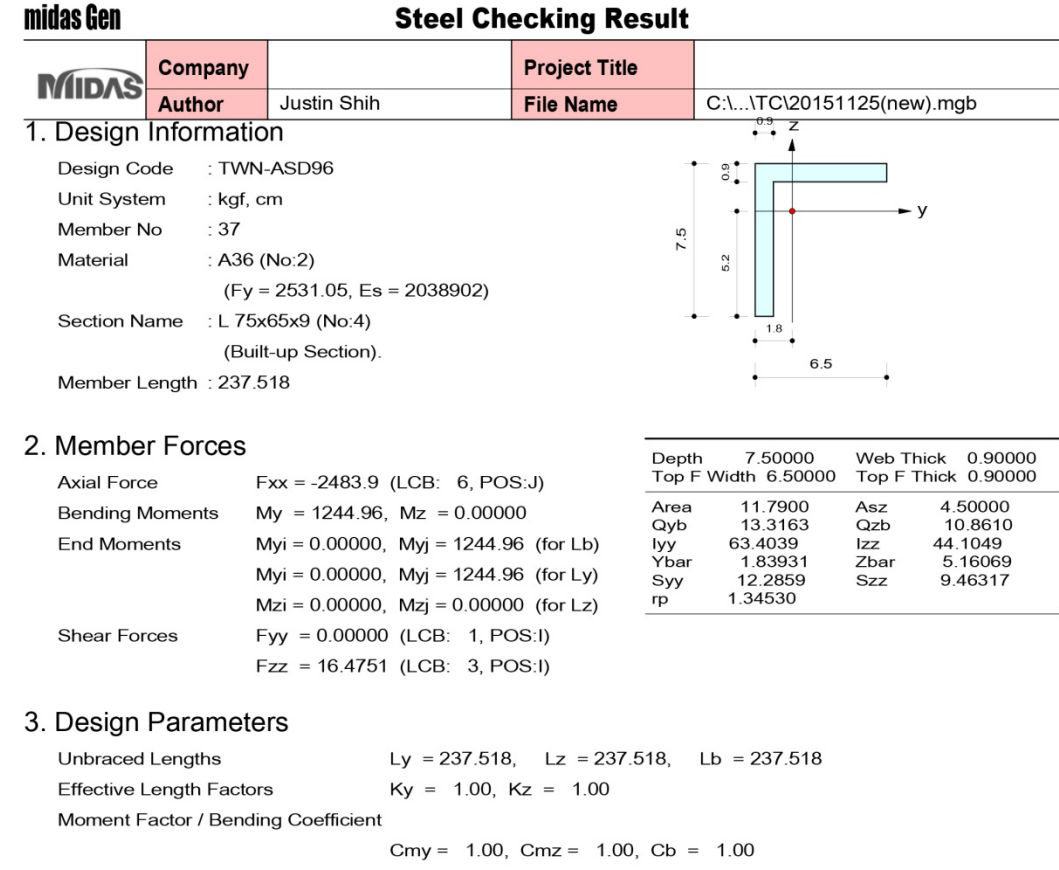 midas Gen
Steel Checking Result
MIDAS
Company
Project Title
Author
Justin Shih
File Name
C:\...\TC\20151125(new).mgb
1. Design Information
Design Code : TWN-ASD96
Unit System : kgf, cm
Member No : 37
Material : A36 (No:2)
(Fy = 2531.05, Es = 2038902)
Section Name : L 75x65x9 (No:4)
(Built-up Section).
Member Length : 237.518
0.9
z
0.9
y
7.5
5.2
1.8
6.5
2. Member Forces
Axial Force Fxx = -2483.9 (LCB: 6, POS:J)
Bending Moments My = 1244.96, Mz = 0.00000
End Moments Myi = 0.00000, Myj = 1244.96 (for Lb)
Myi = 0.00000, Myj = 1244.96 (for Ly)
Mzi = 0.00000, Mzj = 0.00000 (for Lz)
Shear Forces Fyy = 0.00000 (LCB: 1, POS:I)
Fzz = 16.4751 (LCB: 3, POS:I)
Depth 7.50000 Web Thick 0.90000
Top F Width 6.50000 Top F Thick 0.90000
Area 11.7900 Asz 4.50000
Qyb 13.3163 Qzb 10.8610
Iyy 63.4039 Izz 44.1049
Ybar 1.83931 Zbar 5.16069
Syy 12.2859 Szz 9.46317
rp 1.34530
3. Design Parameters
Unbraced Lengths Ly = 237.518, Lz = 237.518, Lb = 237.518
Effective Length Factors Ky = 1.00, Kz = 1.00
Moment Factor / Bending Coefficient
Cmy = 1.00, Cmz = 1.00, Cb = 1.00